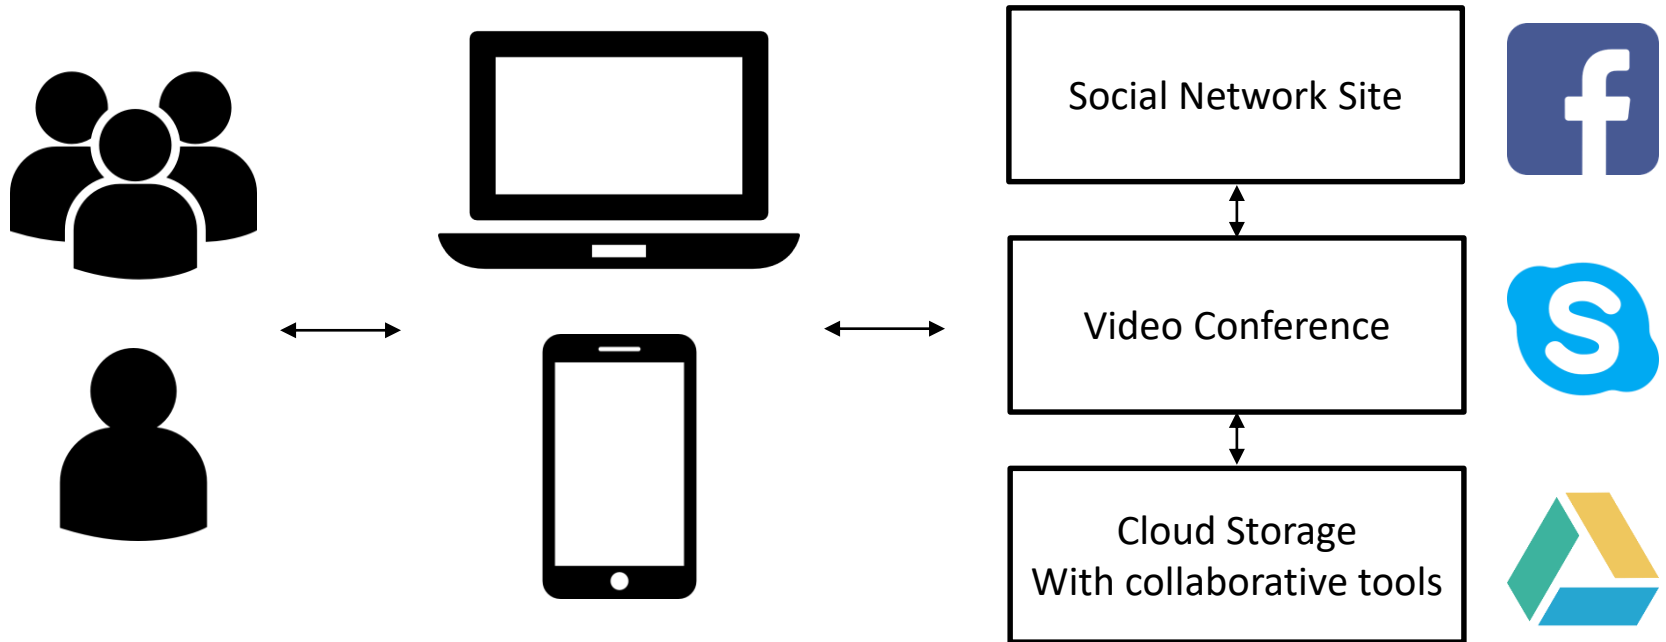 Social Network Site
Video Conference
Cloud Storage
With collaborative tools